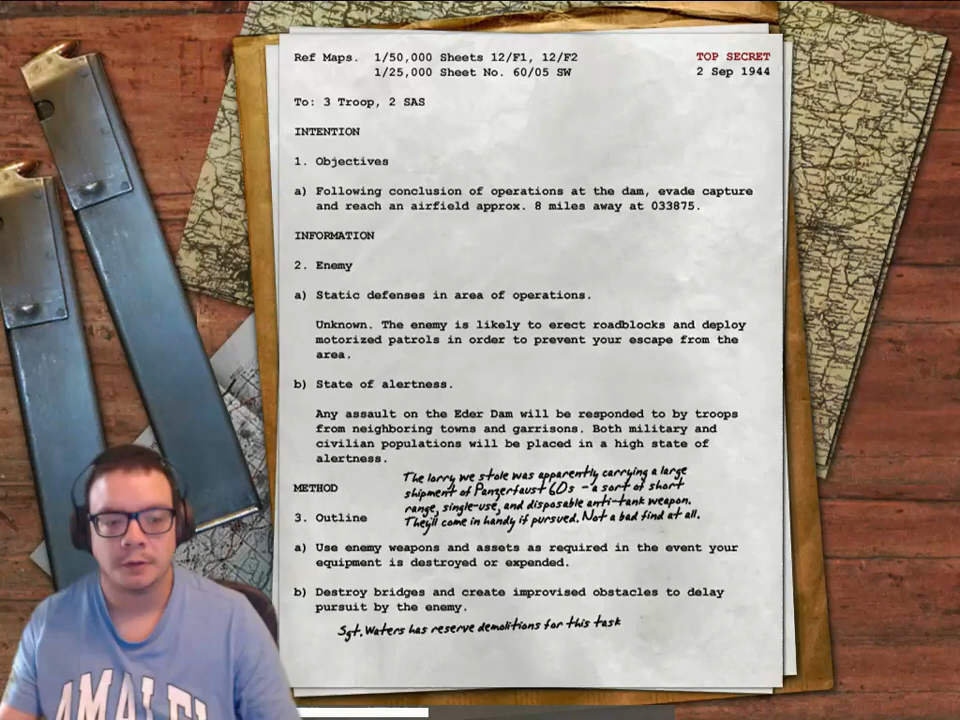 Ref Maps. 1/50,000 Sheets 12/F1, 12/F2
TOP SECRET
1/25,000 Sheet No. 60/05 SW
2 Sep 1944
To: 3 Troop, 2 SAS
INTENTION
1. Objectives
a) Following conclusion of operations at the dam, evade capture
and reach an airfield approx. 8 miles away at 033875.
INFORMATION
2. Enemy
a) Static defenses in area of operations.
Unknown. The enemy is likely to erect roadblocks and deploy
motorized patrols in order to prevent your escape from the
area.
b) State of alertness.
Any assault on the Eder Dam will be responded to by troops
from neighboring towns and garrisons. Both military and
civilian populations will be placed in a high state of
alertness.
The lorry we stole was apparently carrying a large
shipment of Panzerfaust 60s - a sort of short
range, single-use, and disposable anti-tank weapon.
They'll come in handy if pursued. Not a bad find at all.
METHOD
3. Outline
a) Use enemy weapons and assets as required in the event your
equipment is destroyed or expended.
b) Destroy bridges and create improvised obstacles to delay
pursuit by the enemy.
Sgt. Waters has reserve demolitions for this task